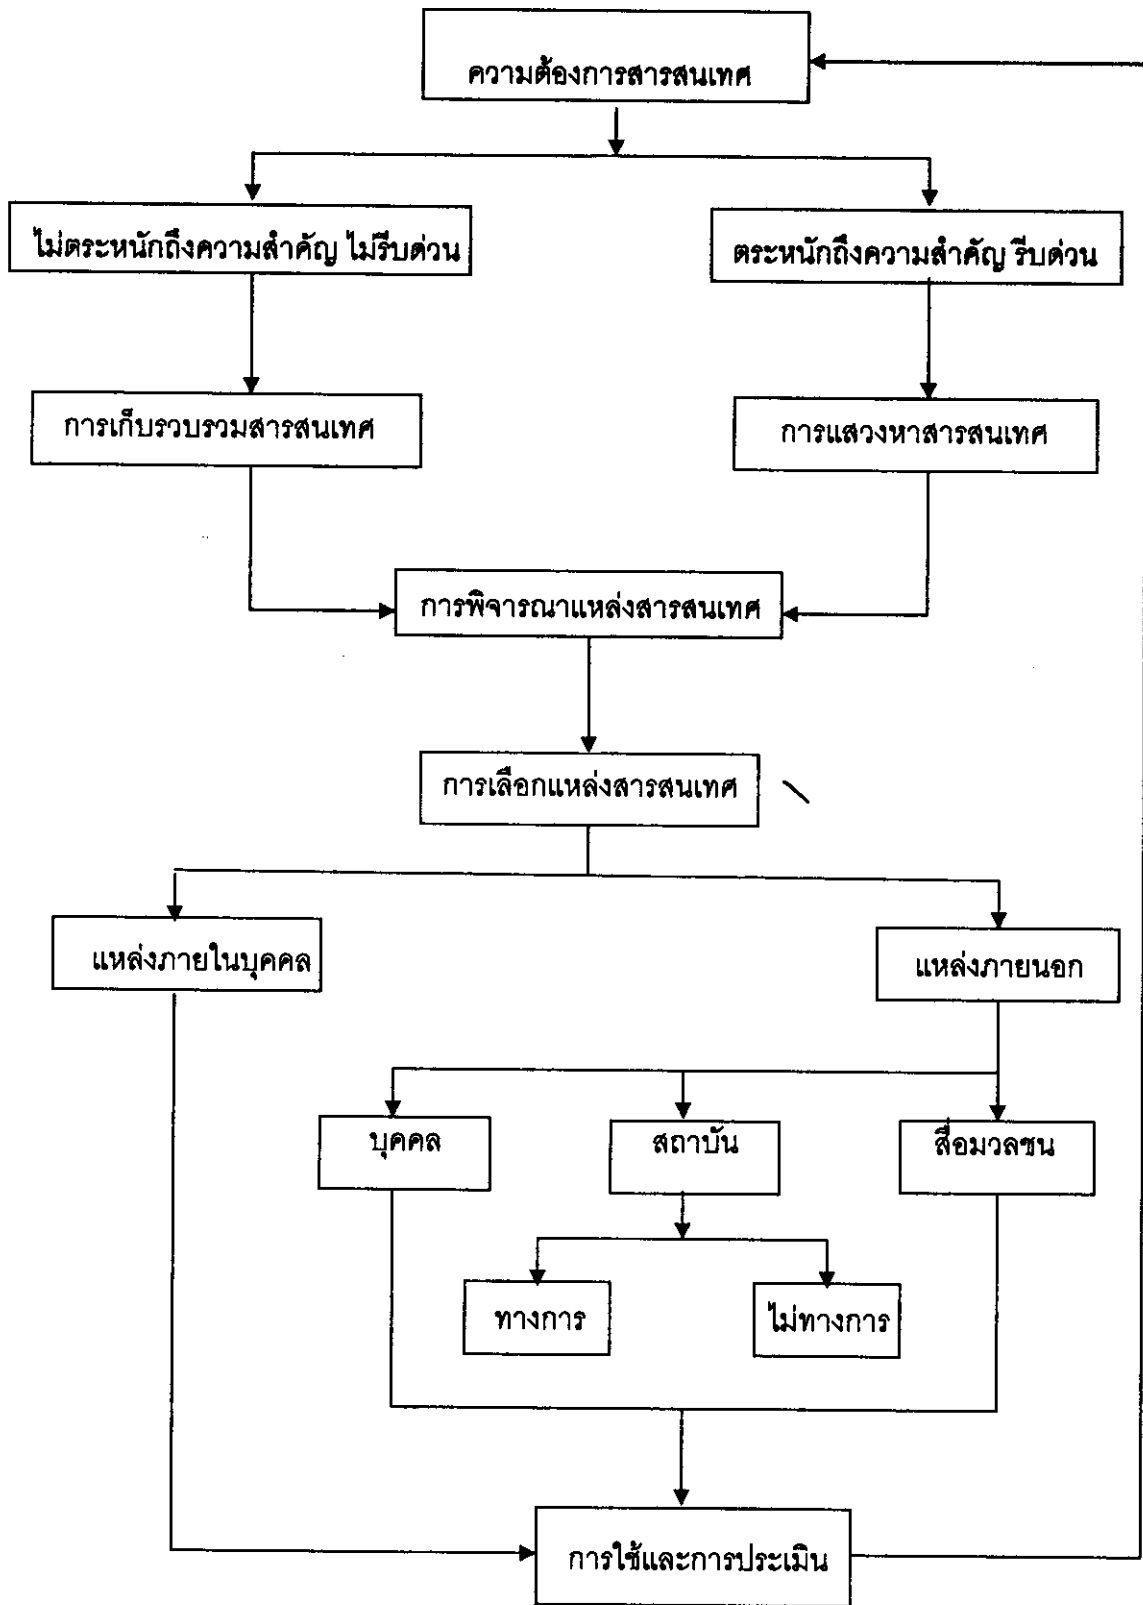 ความต้องการสารสนเทศ
ไม่ตระหนักถึงความสำคัญ ไม่รีบด่วน
ตระหนักถึงความสำคัญ รีบด่วน
การเก็บรวบรวมสารสนเทศ
การแสวงหาสารสนเทศ
การพิจารณาแหล่งสารสนเทศ
การเลือกแหล่งสารสนเทศ
แหล่งภายในบุคคล
แหล่งภายนอก
บุคคล
สถาบัน
สื่อมวลชน
ทางการ
ไม่ทางการ
การใช้และการประเมิน